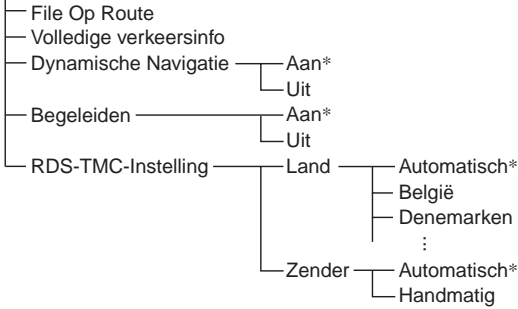 File Op Route
Volledige verkeersinfo
Dynamische Navigatie Aan*
Uit
Begeleiden Aan*
Uit
RDS-TMC-Instelling Land Automatisch*
België
Denemarken
⋮
Zender Automatisch*
Handmatig